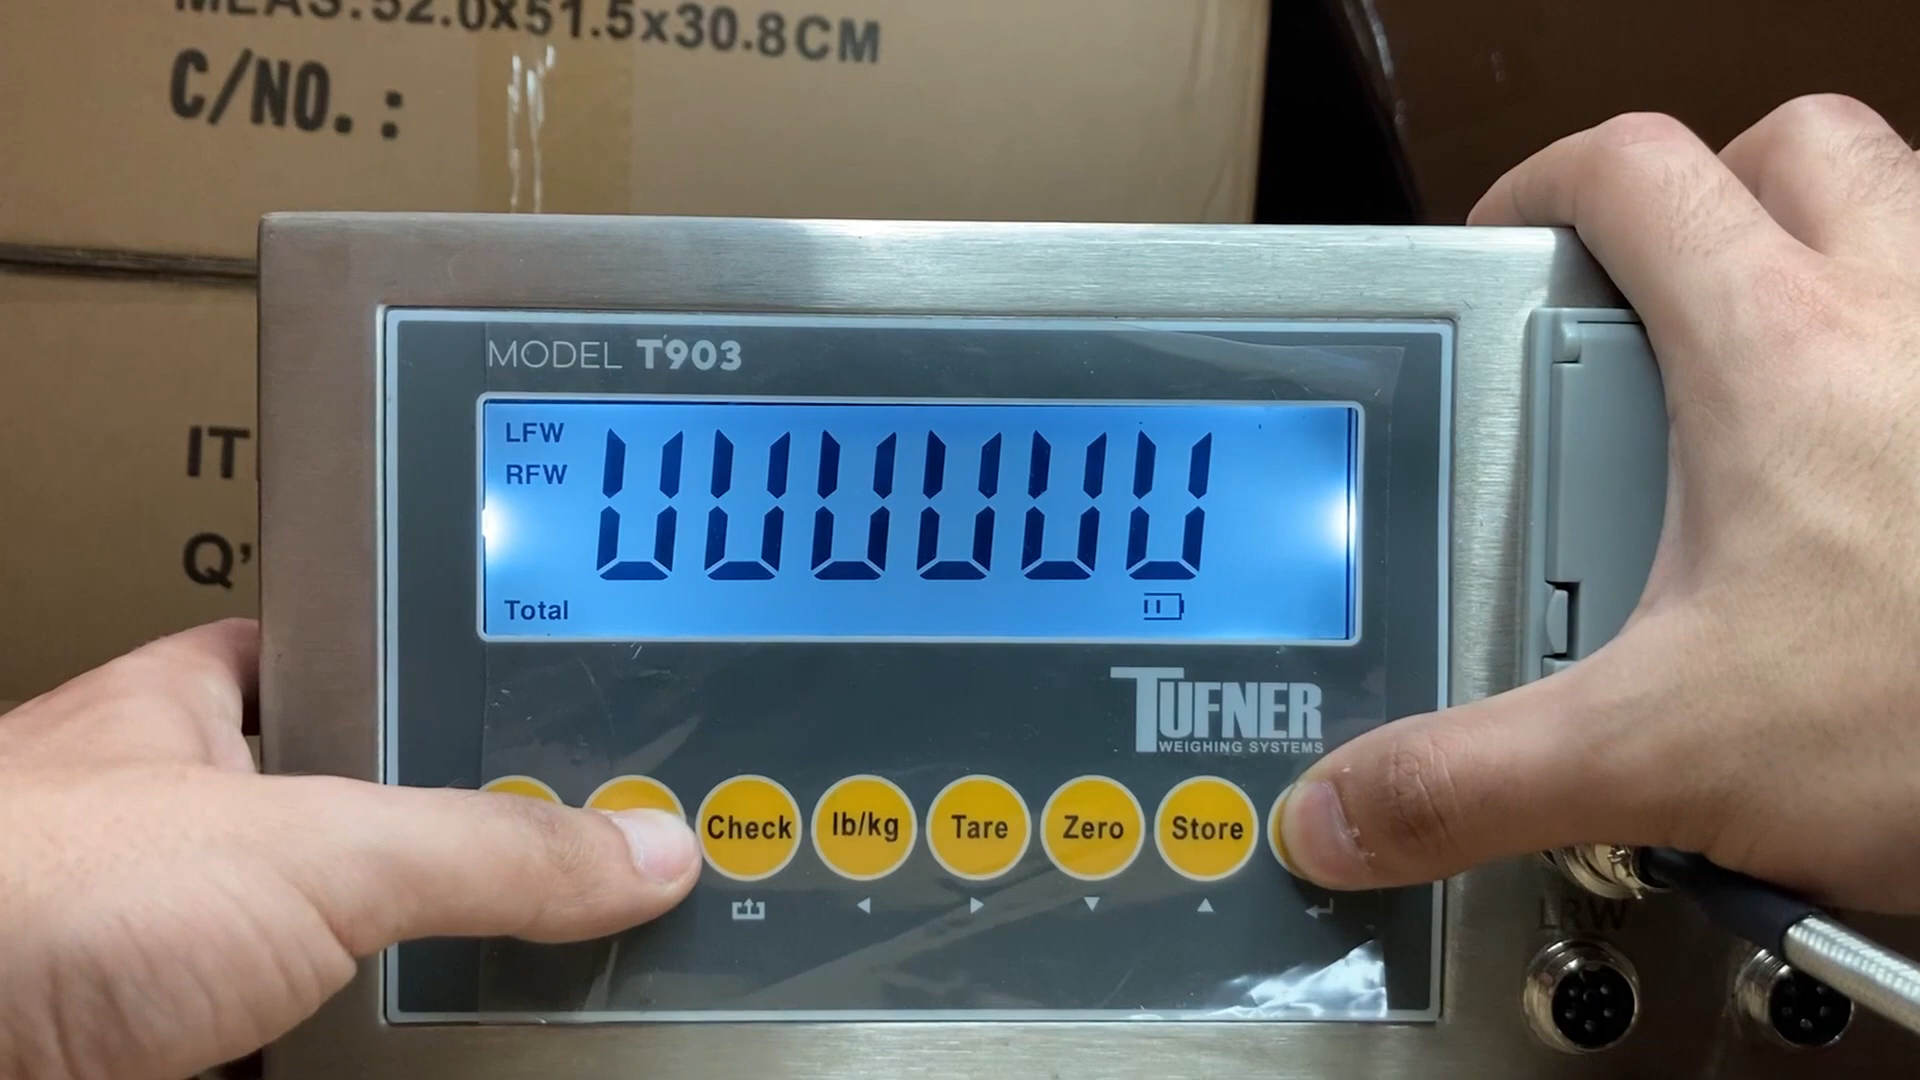 MEAS.:52.0x51.5x30.8CM
C/NO. :
IT
Q'
MODEL T903
LFW
RFW
Total
TUFNER
WEIGHING SYSTEMS
Check
lb/kg
Tare
Zero
Store
LRW